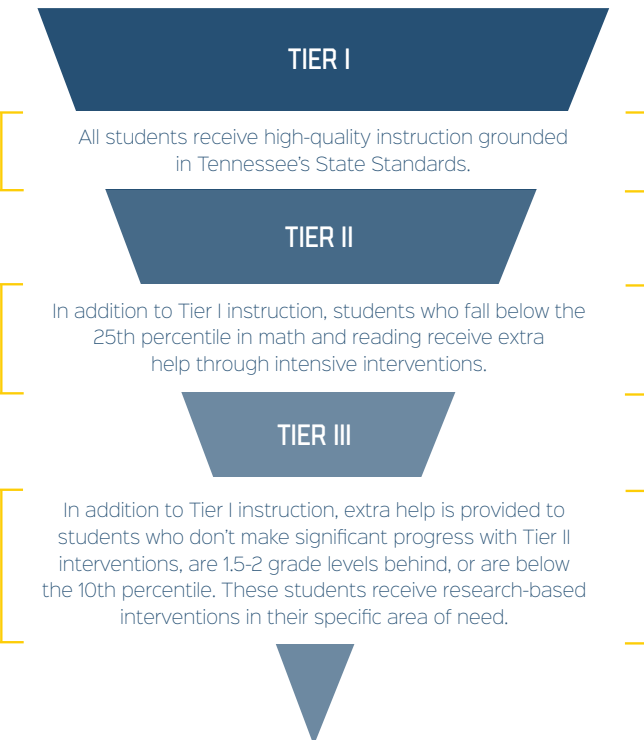 TIER I
All students receive high-quality instruction grounded
in Tennessee's State Standards.
TIER II
In addition to Tier I instruction, students who fall below the
25th percentile in math and reading receive extra
help through intensive interventions.
TIER III
In addition to Tier I instruction, extra help is provided to
students who don't make significant progress with Tier II
interventions, are 1.5-2 grade levels behind, or are below
the 10th percentile. These students receive research-based
interventions in their specific area of need.